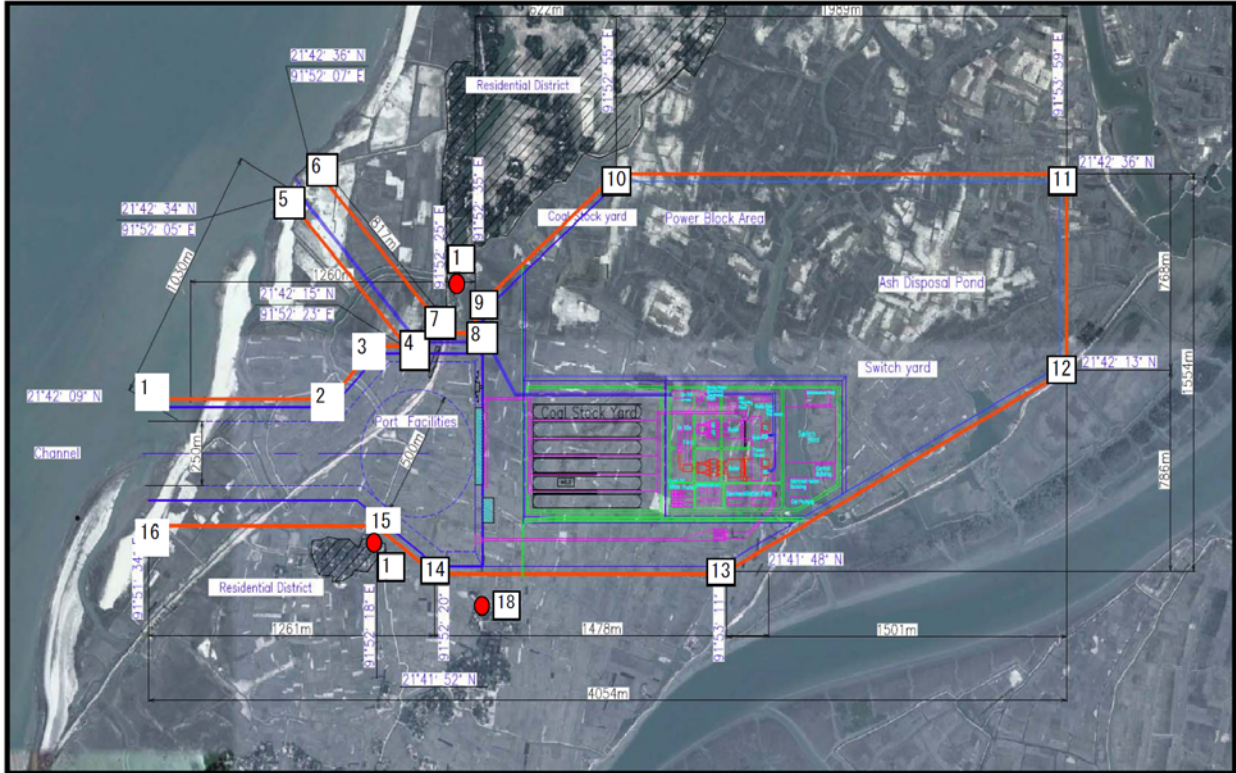 622m
1989m
21°42' 36" N
91°52' 07" E
91°52' 55" E
91°53' 59" E
Residential District
6
10
11
21°42' 36" N
5
21°42' 34" N
91°52' 05" E
817m
91°52' 35" E
Coal Stock yard
Power Block Area
1030m
1260m
91°52' 25" E
1
768m
Ash Disposal Pond
21°42' 15" N
91°52' 23" E
9
7
8
3
4
12
21°42' 13" N
1554m
Switch yard
1
21°42' 09" N
2
Port Facilities
Coal Stock Yard
Channel
250m
500m
786m
16
15
21°41' 48" N
1
14
13
Residential District
91°51' 34" E
18
91°52' 18" E
91°52' 20" E
91°53' 11" E
1261m
1478m
1501m
21°41' 52" N
4054m